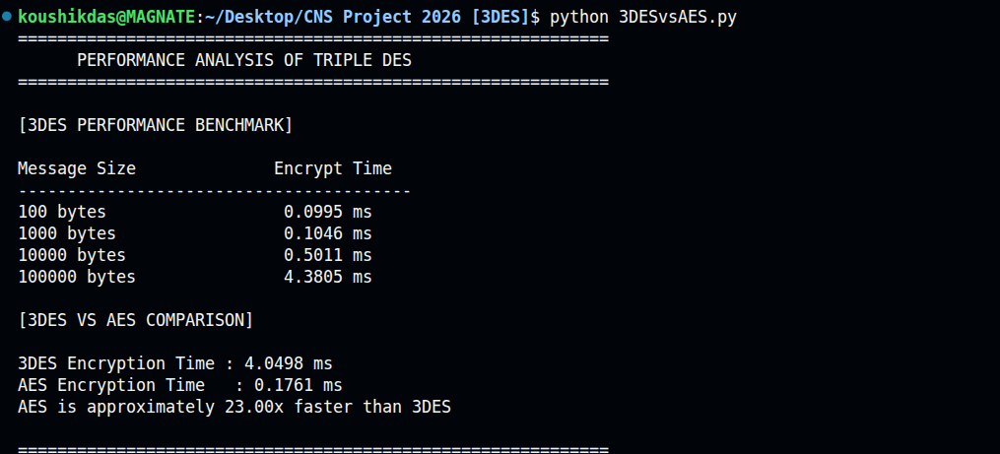 koushikdas@MAGNATE:~/Desktop/CNS Project 2026 [3DES]$ python 3DESvsAES.py
============================================================
      PERFORMANCE ANALYSIS OF TRIPLE DES
============================================================
[3DES PERFORMANCE BENCHMARK]
Message Size              Encrypt Time
----------------------------------------
100 bytes                  0.0995 ms
1000 bytes                 0.1046 ms
10000 bytes                0.5011 ms
100000 bytes               4.3805 ms
[3DES VS AES COMPARISON]
3DES Encryption Time : 4.0498 ms
AES Encryption Time   : 0.1761 ms
AES is approximately 23.00x faster than 3DES
============================================================